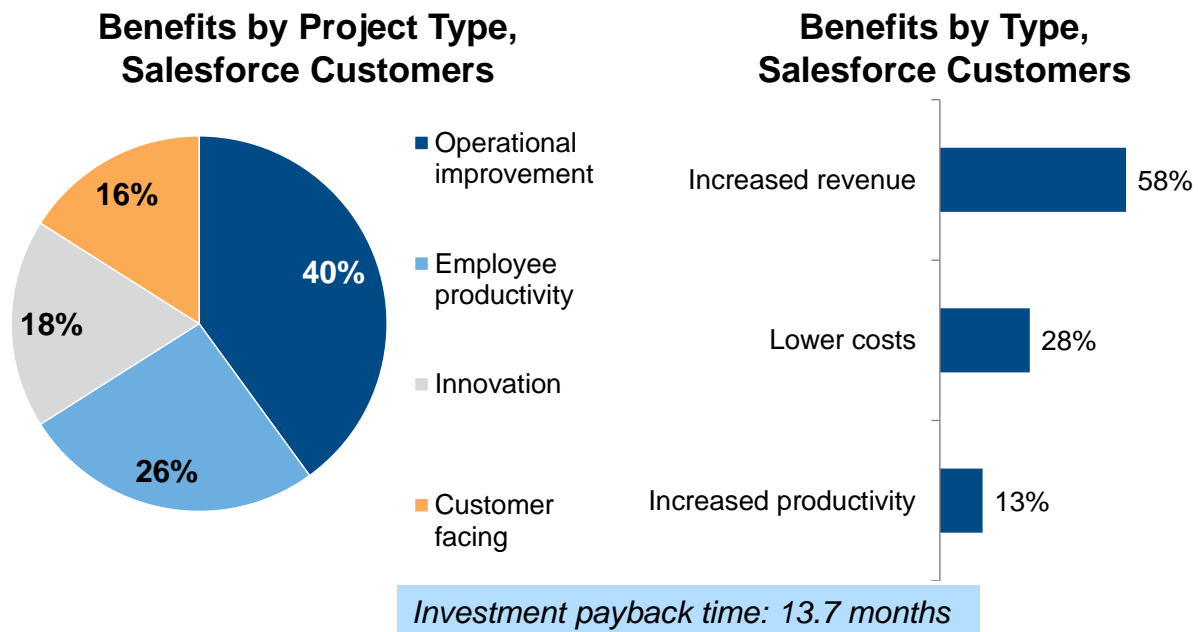 Benefits by Project Type,
Salesforce Customers
16%
40%
18%
26%
Operational
improvement
Employee
productivity
Innovation
Customer
facing
Benefits by Type,
Salesforce Customers
Increased revenue
58%
Lower costs
28%
Increased productivity
13%
Investment payback time: 13.7 months